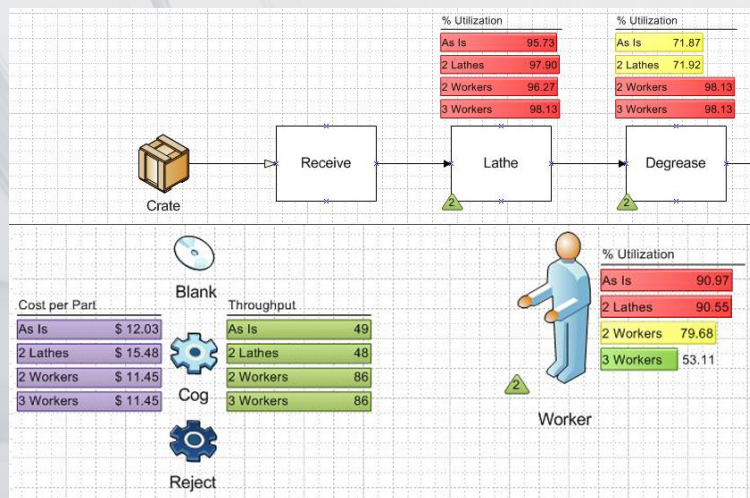 % Utilization
As Is 95.73
2 Lathes 97.90
2 Workers 96.27
3 Workers 98.13
% Utilization
As Is 71.87
2 Lathes 71.92
2 Workers 98.13
3 Workers 98.13
Crate
Receive
Lathe
2
Degrease
2
Blank
Cost per Part
As Is $ 12.03
2 Lathes $ 15.48
2 Workers $ 11.45
3 Workers $ 11.45
Cog
Throughput
As Is 49
2 Lathes 48
2 Workers 86
3 Workers 86
Reject
% Utilization
As Is 90.97
2 Lathes 90.55
2 Workers 79.68
3 Workers 53.11
2
Worker